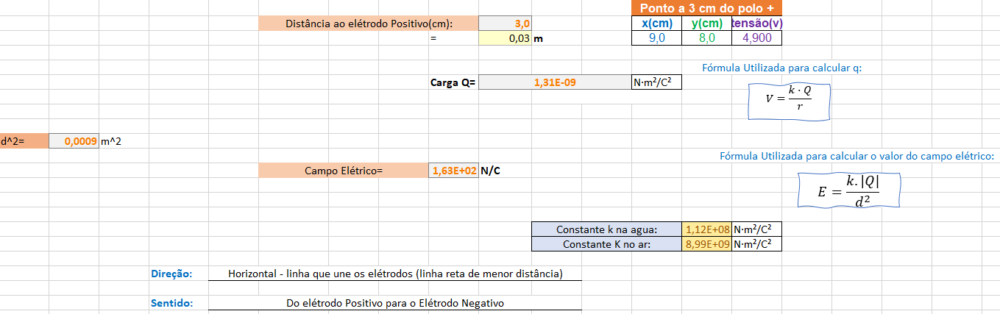 Ponto a 3 cm do polo +
Distância ao elétrodo Positivo(cm): 3,0 x(cm) y(cm) tensão(v)
= 0,03 m 9,0 8,0 4,900
Fórmula Utilizada para calcular q:
Carga Q= 1,31E-09 N·m²/C²
V = k · Q / r
d^2= 0,0009 m^2
Fórmula Utilizada para calcular o valor do campo elétrico:
Campo Elétrico= 1,63E+02 N/C
E = k.|Q| / d²
Constante k na agua: 1,12E+08 N·m²/C²
Constante K no ar: 8,99E+09 N·m²/C²
Direção: Horizontal - linha que une os elétrodos (linha reta de menor distância)
Sentido: Do elétrodo Positivo para o Elétrodo Negativo